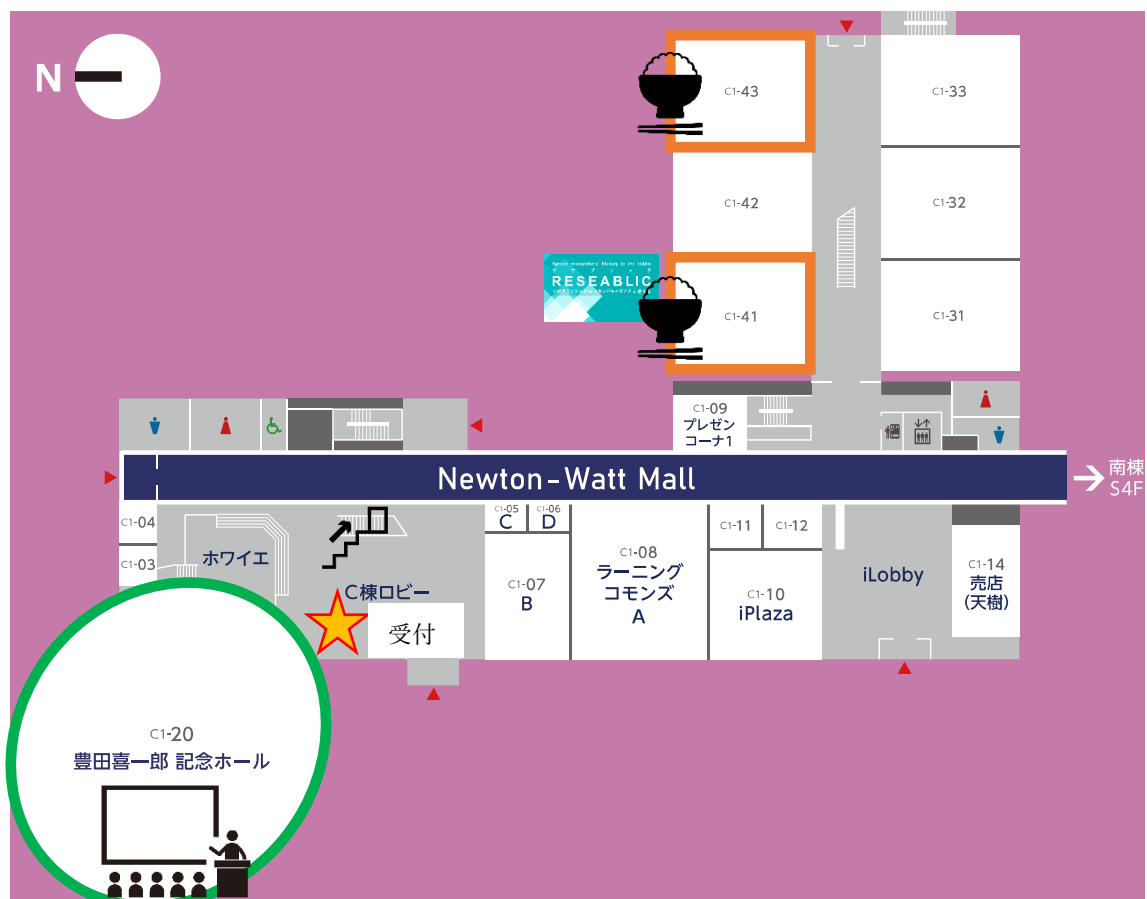 N
C1-43
C1-33
C1-42
C1-32
RESEABLIC
C1-41
C1-31
C1-09
プレゼン
コーナ1
Newton-Watt Mall
南棟
S4F
C1-04
C1-05
C
C1-06
D
C1-11
C1-12
C1-03
ホワイエ
C棟ロビー
受付
C1-07
B
C1-08
ラーニング
コモンズ
A
C1-10
iPlaza
iLobby
C1-14
売店
(天樹)
C1-20
豊田喜一郎 記念ホール